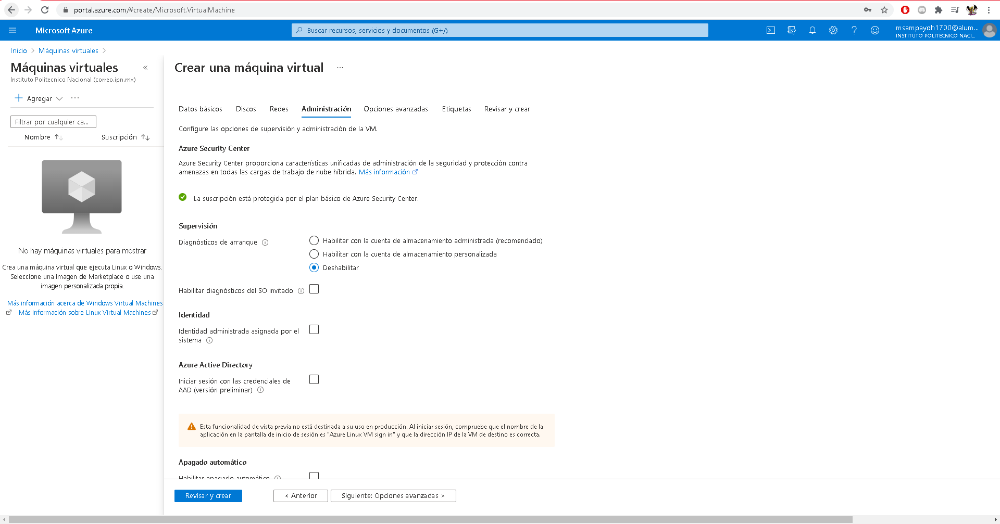 portal.azure.com/#create/Microsoft.VirtualMachine
Microsoft Azure
Buscar recursos, servicios y documentos (G+/)
msampayoh1700@alum...
INSTITUTO POLITECNICO NACI...
Inicio > Máquinas virtuales >
Máquinas virtuales
Instituto Politecnico Nacional (correo.ipn.mx)
+ Agregar ...
Filtrar por cualquier ca...
Nombre ↑↓ Suscripción ↑↓
No hay máquinas virtuales para mostrar
Crea una máquina virtual que ejecuta Linux o Windows.
Seleccione una imagen de Marketplace o use una
imagen personalizada propia.
Más información acerca de Windows Virtual Machines
Más información sobre Linux Virtual Machines
Crear una máquina virtual ...
Datos básicos Discos Redes Administración Opciones avanzadas Etiquetas Revisar y crear
Configure las opciones de supervisión y administración de la VM.
Azure Security Center
Azure Security Center proporciona características unificadas de administración de la seguridad y protección contra
amenazas en todas las cargas de trabajo de nube híbrida. Más información
La suscripción está protegida por el plan básico de Azure Security Center.
Supervisión
Diagnósticos de arranque
Habilitar con la cuenta de almacenamiento administrada (recomendado)
Habilitar con la cuenta de almacenamiento personalizada
Deshabilitar
Habilitar diagnósticos del SO invitado
Identidad
Identidad administrada asignada por el
sistema
Azure Active Directory
Iniciar sesión con las credenciales de
AAD (versión preliminar)
Esta funcionalidad de vista previa no está destinada a su uso en producción. Al iniciar sesión, compruebe que el nombre de la
aplicación en la pantalla de inicio de sesión es "Azure Linux VM sign in" y que la dirección IP de la VM de destino es correcta.
Apagado automático
Habilitar apagado automático
Revisar y crear
< Anterior
Siguiente: Opciones avanzadas >